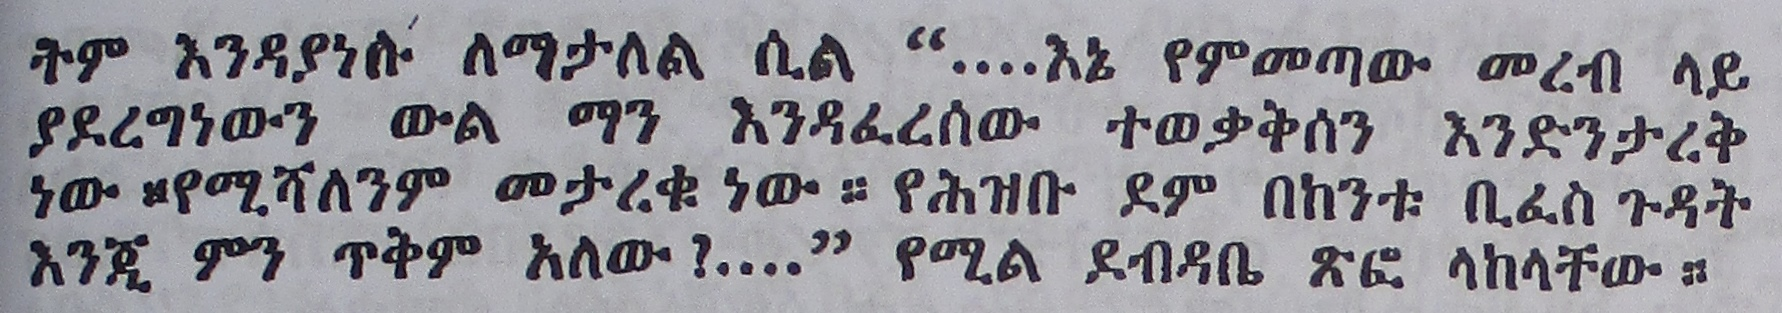 ትም እንዳያነሱ ለማታለል ሲል “....እኔ የምመጣው መረብ ላይ
ያደረግነውን ውል ማን እንዳፈረሰው ተወቃቅሰን እንድንታረቅ
ነው ።የሚሻለንም መታረቁ ነው ። የሕዝቡ ደም በከንቱ ቢፈስ ጉዳት
እንጂ ምን ጥቅም አለው ?....” የሚል ደብዳቤ ጽፎ ላከላቸው ።